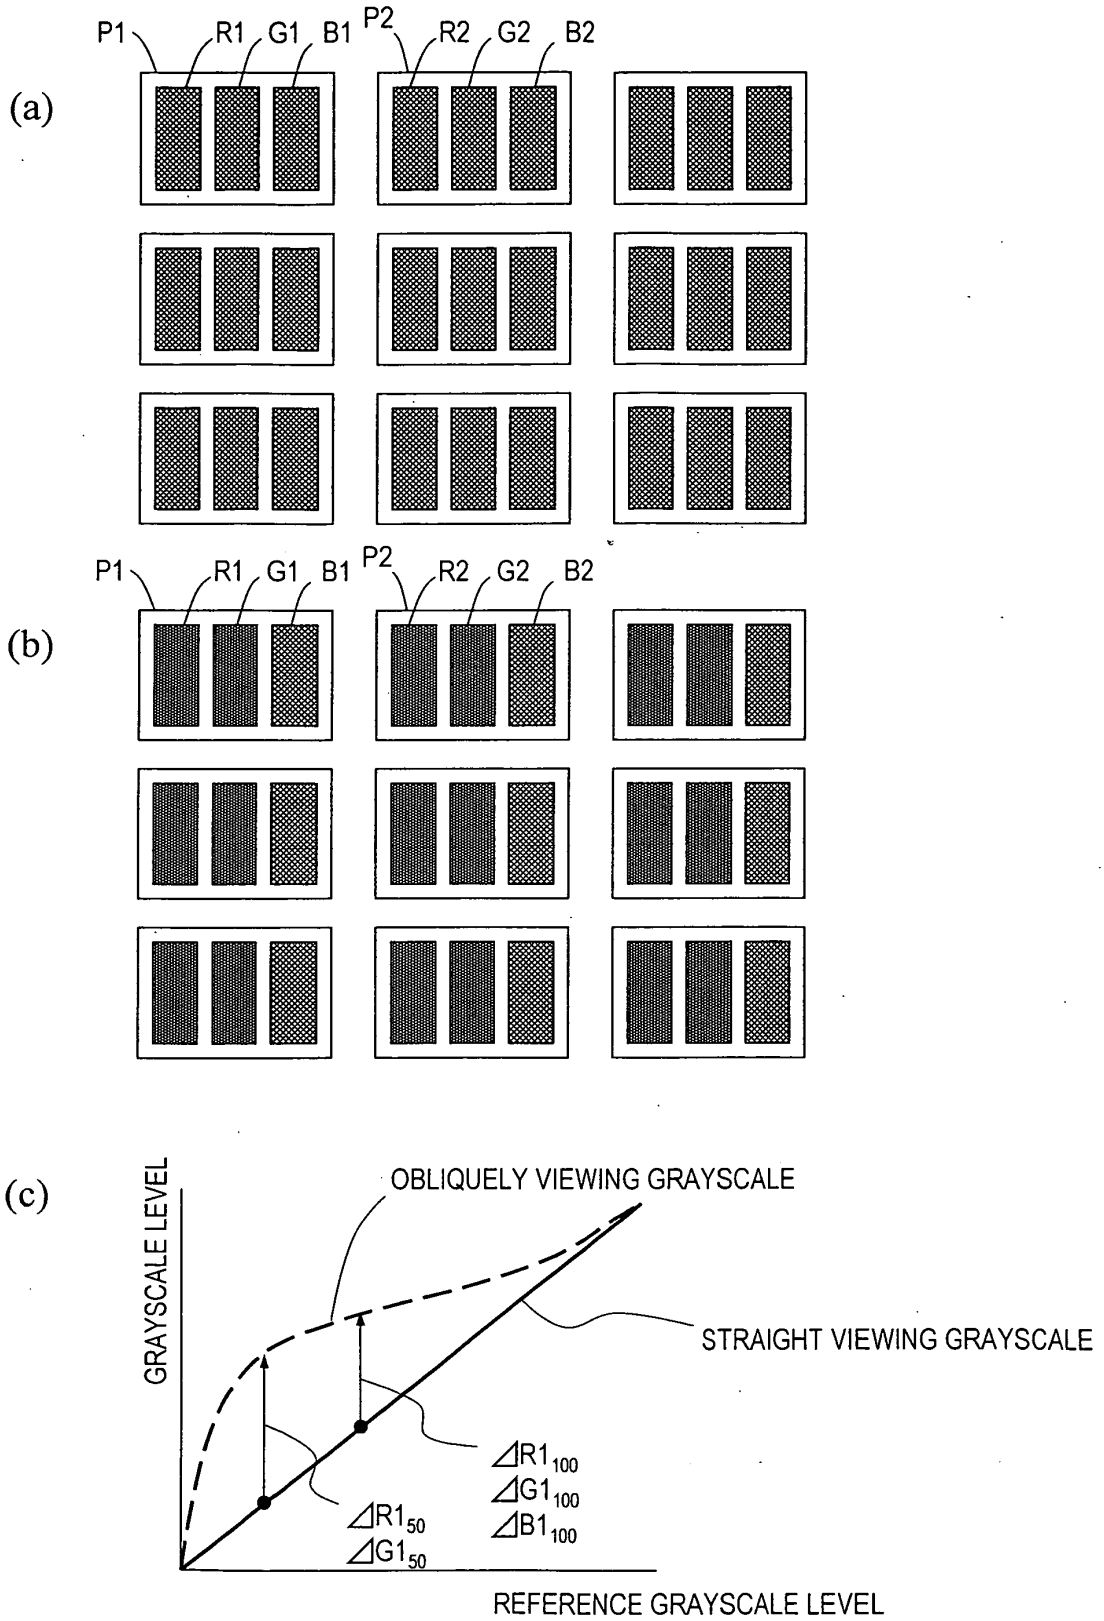 (a)
P1 R1 G1 B1 P2 R2 G2 B2
(b)
P1 R1 G1 B1 P2 R2 G2 B2
(c)
GRAYSCALE LEVEL
OBLIQUELY VIEWING GRAYSCALE
STRAIGHT VIEWING GRAYSCALE
⊿R1₁₀₀
⊿G1₁₀₀
⊿B1₁₀₀
⊿R1₅₀
⊿G1₅₀
REFERENCE GRAYSCALE LEVEL